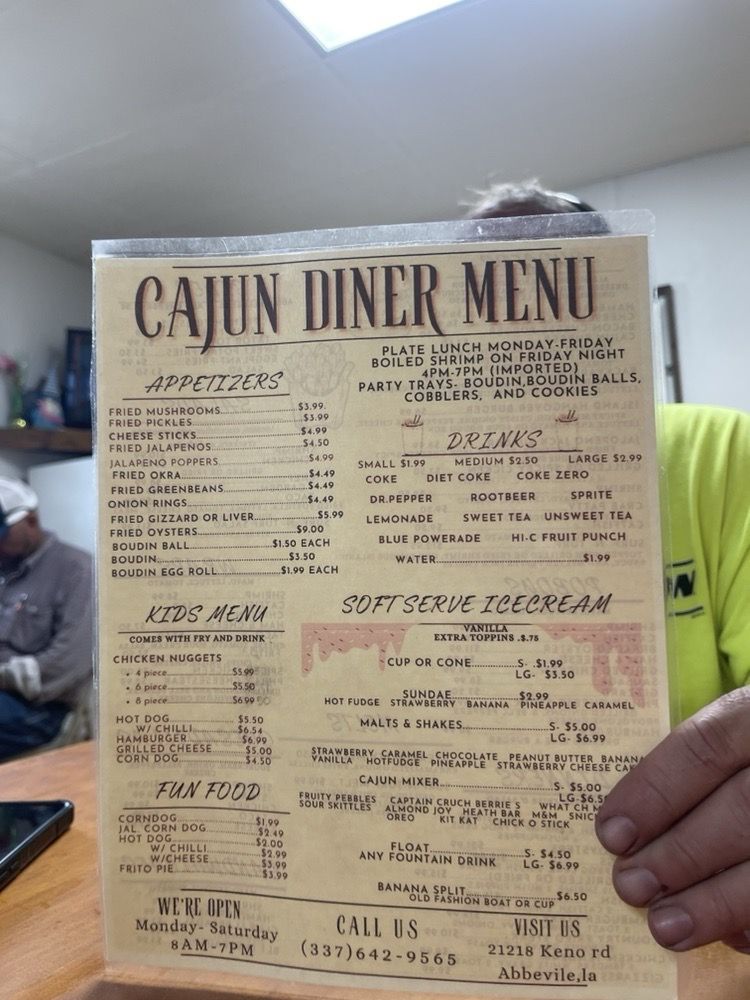 CAJUN DINER MENU
PLATE LUNCH MONDAY-FRIDAY
BOILED SHRIMP ON FRIDAY NIGHT
4PM-7PM (IMPORTED)
PARTY TRAYS- BOUDIN,BOUDIN BALLS,
COBBLERS, AND COOKIES
APPETIZERS
FRIED MUSHROOMS $3.99.
FRIED PICKLES $3.99
CHEESE STICKS $4.99
FRIED JALAPENOS $4.50
JALAPENO POPPERS $4.99
FRIED OKRA $4.49
FRIED GREENBEANS $4.49
ONION RINGS $4.49
FRIED GIZZARD OR LIVER $5.99
FRIED OYSTERS $9.00
BOUDIN BALL $1.50 EACH
BOUDIN $3.50
BOUDIN EGG ROLL $1.99 EACH
DRINKS
SMALL $1.99 MEDIUM $2.50 LARGE $2.99
COKE DIET COKE COKE ZERO
DR.PEPPER ROOTBEER SPRITE
LEMONADE SWEET TEA UNSWEET TEA
BLUE POWERADE HI-C FRUIT PUNCH
WATER $1.99
KIDS MENU
COMES WITH FRY AND DRINK
CHICKEN NUGGETS
• 4 piece $5.99
• 6 piece $5.50
• 8 piece $6.99
HOT DOG $5.50
W/ CHILLI $6.54
HAMBURGER $6.99
GRILLED CHEESE $5.00
CORN DOG $4.50
FUN FOOD
CORNDOG $1.99
JAL CORN DOG $2.49
HOT DOG $2.00
W/ CHILLI $2.99
W/CHEESE $3.99
FRITO PIE $3.99
SOFT SERVE ICECREAM
VANILLA
EXTRA TOPPINS .$.75
CUP OR CONE S- .$1.99
LG- $3.50
SUNDAE $2.99
HOT FUDGE STRAWBERRY BANANA PINEAPPLE CARAMEL
MALTS & SHAKES S- $5.00
LG- $6.99
STRAWBERRY CARAMEL CHOCOLATE PEANUT BUTTER BANANA
VANILLA HOTFUDGE PINEAPPLE STRAWBERRY CHEESE
CAJUN MIXER S- $5.00
LG
FRUITY PEBBLES CAPTAIN CRUCH BERRIE S WHAT CH
SOUR SKITTLES ALMOND JOY HEATH BAR M&M
OREO KIT KAT CHICK O STICK
FLOAT S- $4.50
ANY FOUNTAIN DRINK LG- $6.99
BANANA SPLIT $6.50
OLD FASHION BOAT OR CUP
WE'RE OPEN
Monday- Saturday
8AM-7PM
CALL US
(337)642-9565
VISIT US
21218 Keno rd
Abbevile,la